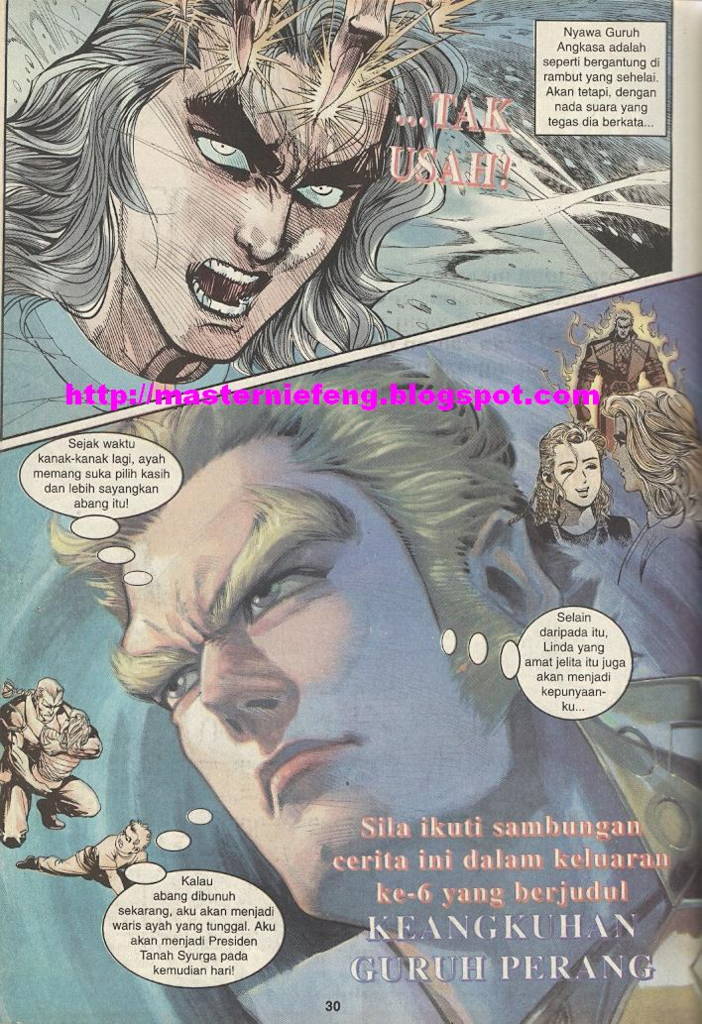 Nyawa Guruh
Angkasa adalah
seperti bergantung di
rambut yang sehelai.
Akan tetapi, dengan
nada suara yang
tegas dia berkata...
...TAK
USAH!
http://masterniefeng.blogspot.com/
Sejak waktu
kanak-kanak lagi, ayah
memang suka pilih kasih
dan lebih sayangkan
abang itu!
Selain
daripada itu,
Linda yang
amat jelita itu juga
akan menjadi
kepunyaan-
ku...
Kalau
abang dibunuh
sekarang, aku akan menjadi
waris ayah yang tunggal. Aku
akan menjadi Presiden
Tanah Syurga pada
kemudian hari!
Sila ikuti sambungan
cerita ini dalam keluaran
ke-6 yang berjudul
KEANGKUHAN
GURUH PERANG
30